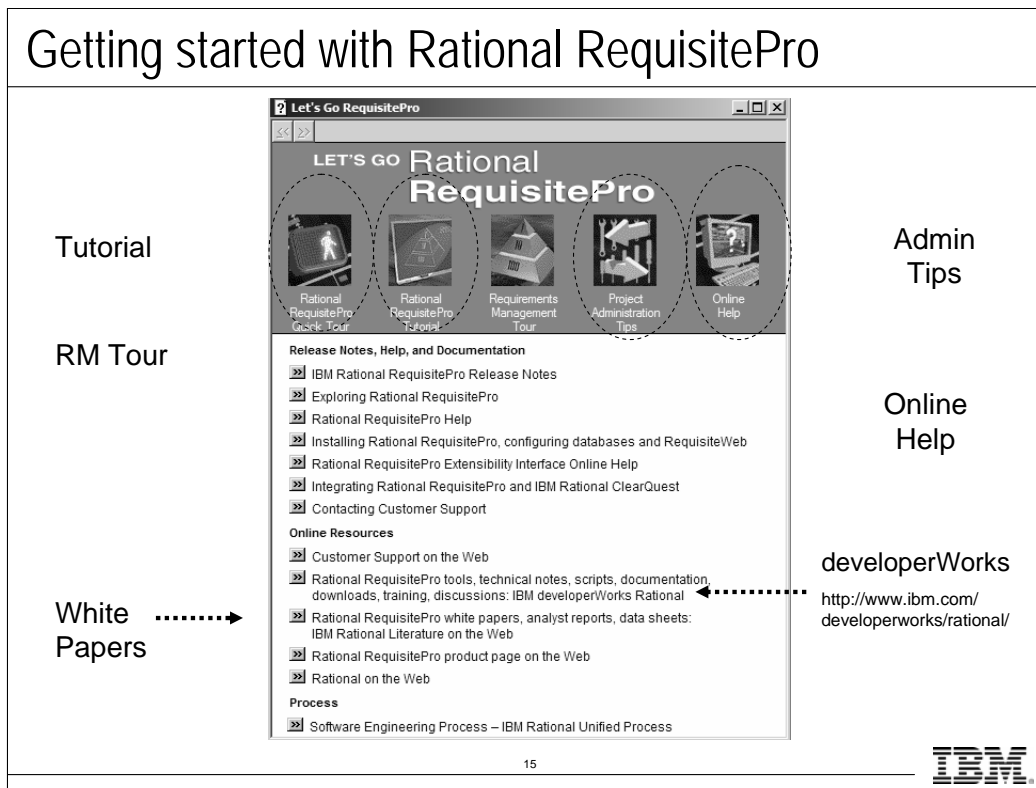 Getting started with Rational RequisitePro
Let's Go RequisitePro
<< >>
LET'S GO Rational
RequisitePro
Rational
RequisitePro
Quick Tour
Rational
RequisitePro
Tutorial
Requirements
Management
Tour
Project
Administration
Tips
Online
Help
Tutorial
RM Tour
Admin
Tips
Online
Help
Release Notes, Help, and Documentation
IBM Rational RequisitePro Release Notes
Exploring Rational RequisitePro
Rational RequisitePro Help
Installing Rational RequisitePro, configuring databases and RequisiteWeb
Rational RequisitePro Extensibility Interface Online Help
Integrating Rational RequisitePro and IBM Rational ClearQuest
Contacting Customer Support
Online Resources
Customer Support on the Web
Rational RequisitePro tools, technical notes, scripts, documentation,
downloads, training, discussions: IBM developerWorks Rational
Rational RequisitePro white papers, analyst reports, data sheets:
IBM Rational Literature on the Web
Rational RequisitePro product page on the Web
Rational on the Web
Process
Software Engineering Process – IBM Rational Unified Process
White
Papers
developerWorks
http://www.ibm.com/
developerworks/rational/
15
IBM